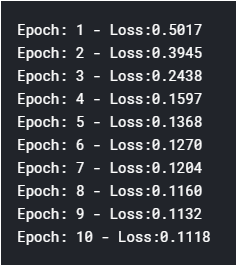 Epoch: 1 - Loss:0.5017
Epoch: 2 - Loss:0.3945
Epoch: 3 - Loss:0.2438
Epoch: 4 - Loss:0.1597
Epoch: 5 - Loss:0.1368
Epoch: 6 - Loss:0.1270
Epoch: 7 - Loss:0.1204
Epoch: 8 - Loss:0.1160
Epoch: 9 - Loss:0.1132
Epoch: 10 - Loss:0.1118